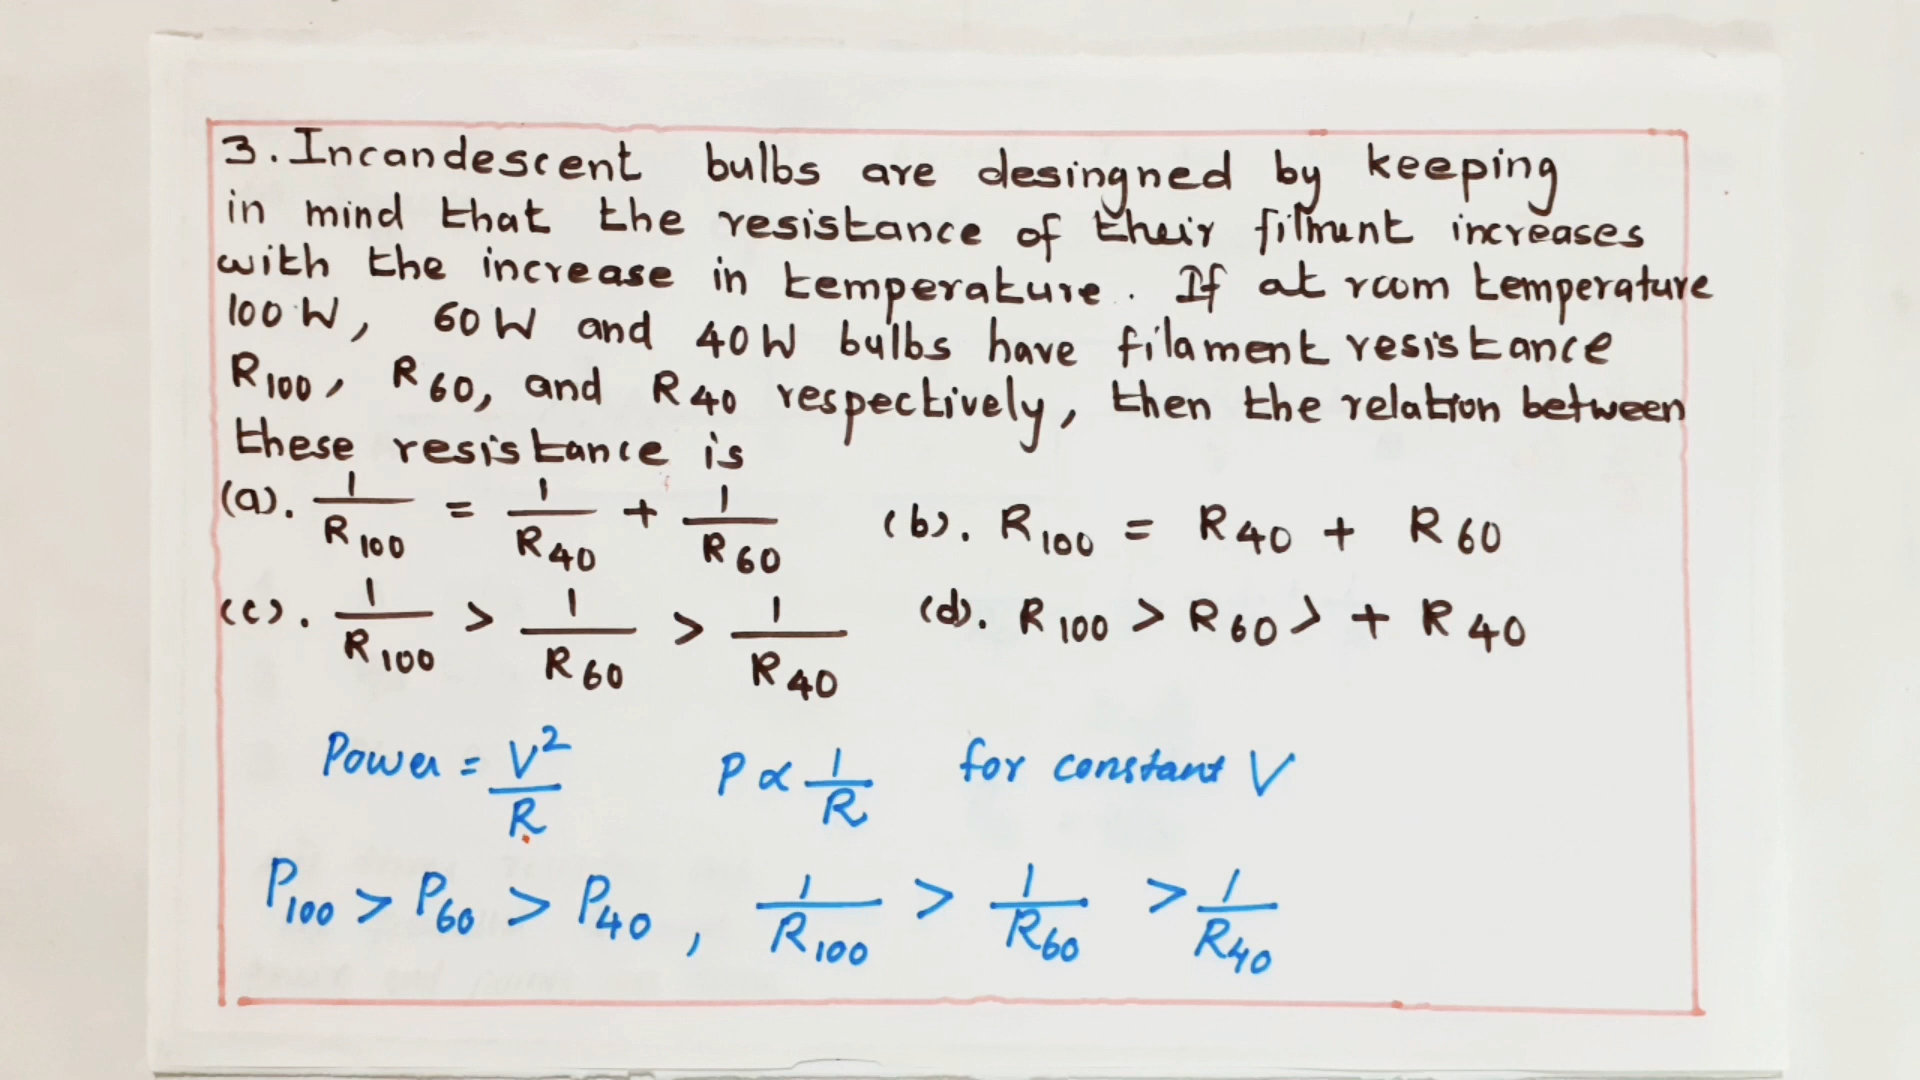 3. Incandescent bulbs are desingned by keeping
in mind that the resistance of their filment increases
with the increase in temperature. If at room temperature
100 W, 60 W and 40 W bulbs have filament resistance
R100, R60, and R40 respectively, then the relation between
these resistance is
(a). 1/R100 = 1/R40 + 1/R60 (b). R100 = R40 + R60
(c). 1/R100 > 1/R60 > 1/R40 (d). R100 > R60 > + R40
Power = V²/R P ∝ 1/R for constant V
P100 > P60 > P40, 1/R100 > 1/R60 > 1/R40